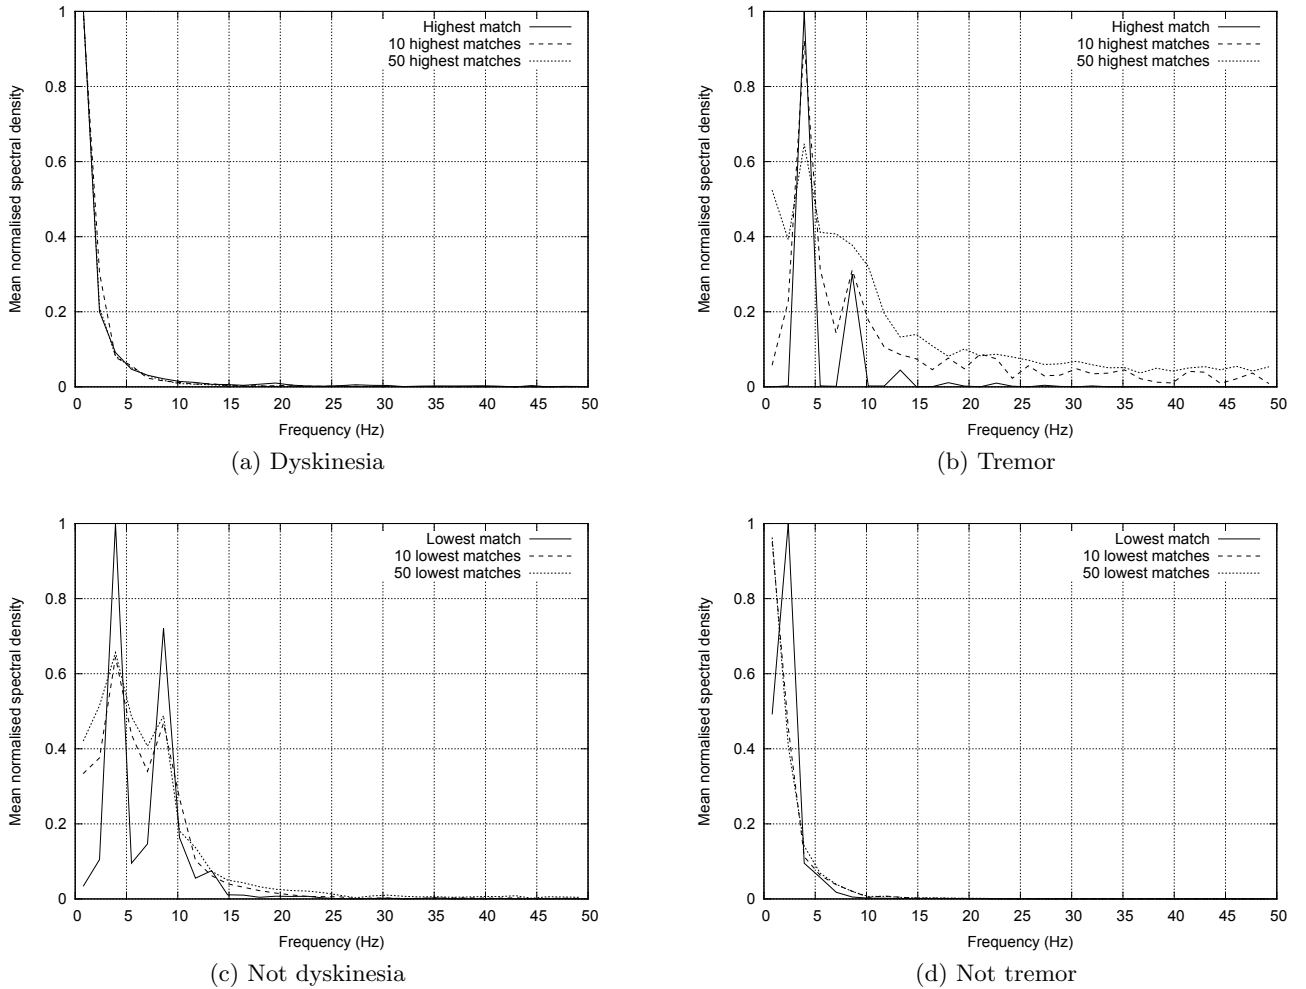 Mean normalised spectral density
1
0.8
0.6
0.4
0.2
0
Highest match
10 highest matches
50 highest matches
0 5 10 15 20 25 30 35 40 45 50
Frequency (Hz)
(a) Dyskinesia
Mean normalised spectral density
1
0.8
0.6
0.4
0.2
0
Highest match
10 highest matches
50 highest matches
0 5 10 15 20 25 30 35 40 45 50
Frequency (Hz)
(b) Tremor
Mean normalised spectral density
1
0.8
0.6
0.4
0.2
0
Lowest match
10 lowest matches
50 lowest matches
0 5 10 15 20 25 30 35 40 45 50
Frequency (Hz)
(c) Not dyskinesia
Mean normalised spectral density
1
0.8
0.6
0.4
0.2
0
Lowest match
10 lowest matches
50 lowest matches
0 5 10 15 20 25 30 35 40 45 50
Frequency (Hz)
(d) Not tremor